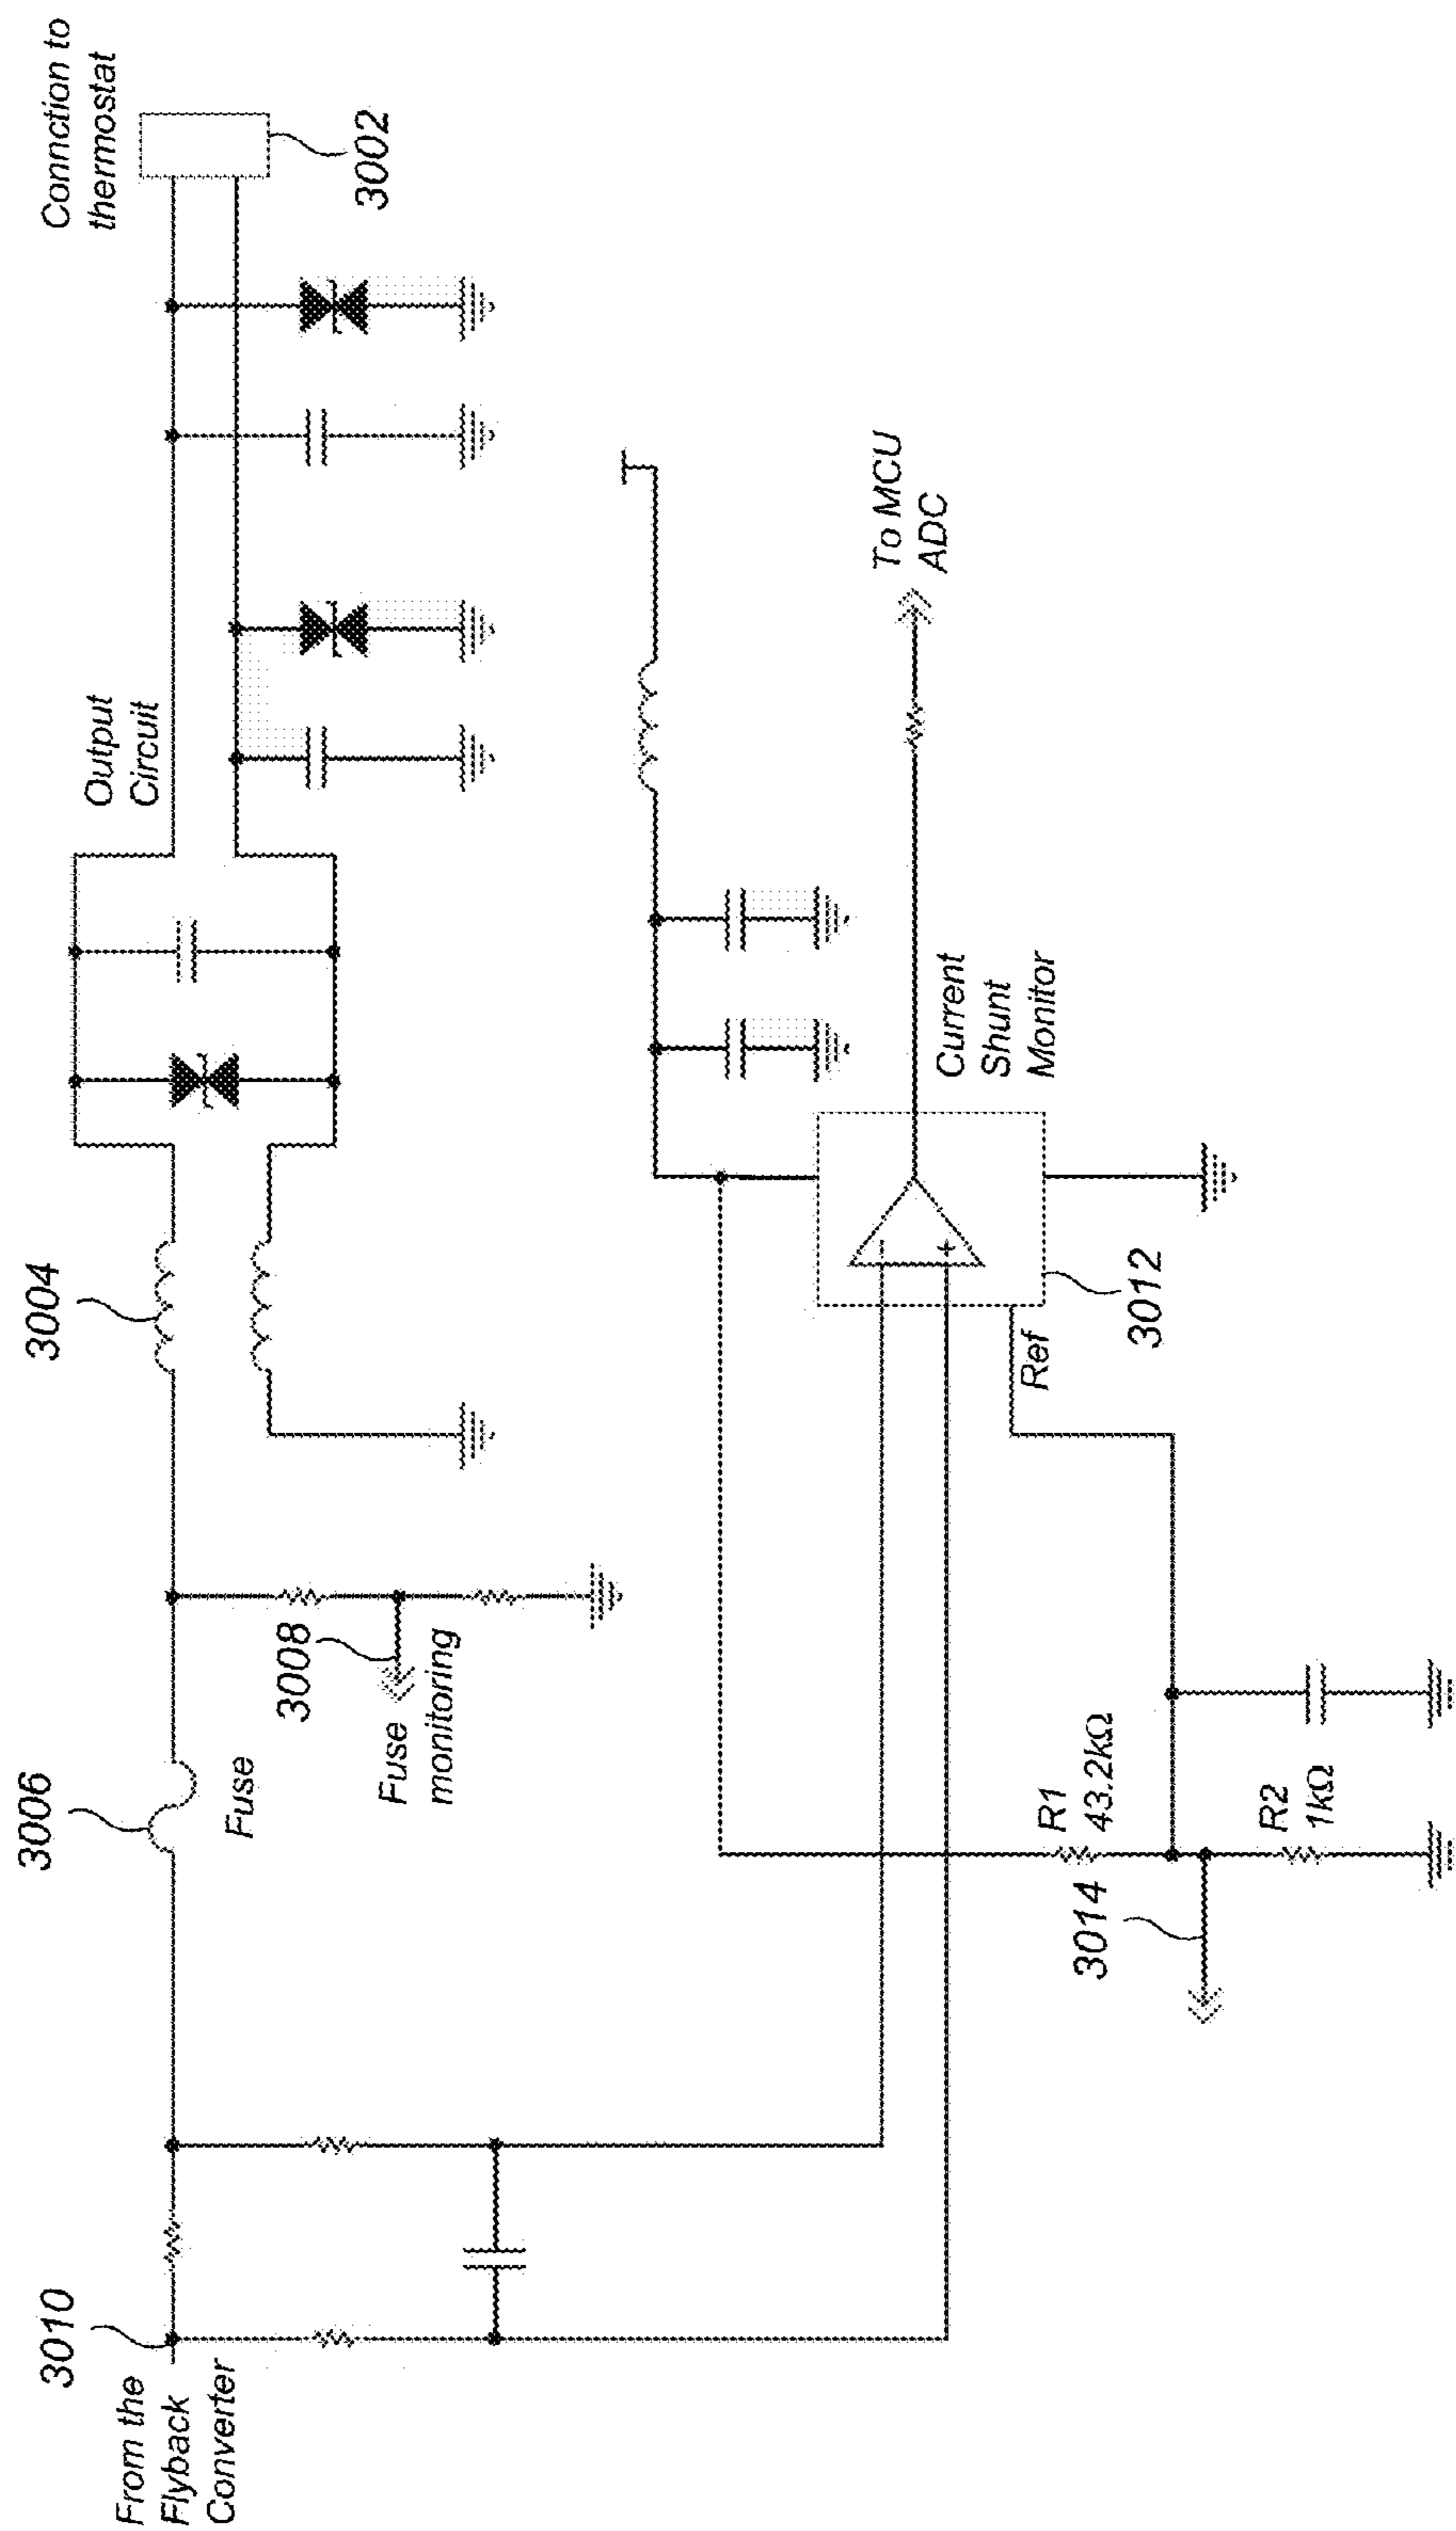 From the
Flyback
Converter
3010
3006
Fuse
3008
Fuse
monitoring
3004
Output
Circuit
Connction to
thermostat
3002
3014
R1
43.2kΩ
R2
1kΩ
Ref
3012
-
+
Current
Shunt
Monitor
To MCU
ADC